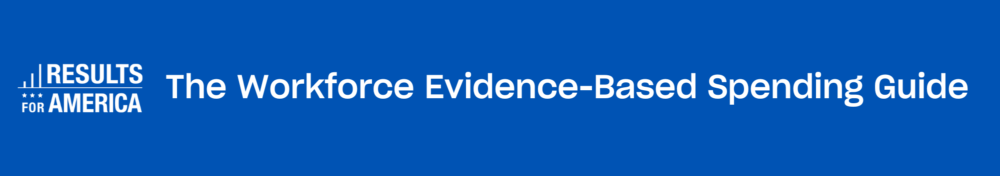 RESULTS
FOR AMERICA
The Workforce Evidence-Based Spending Guide